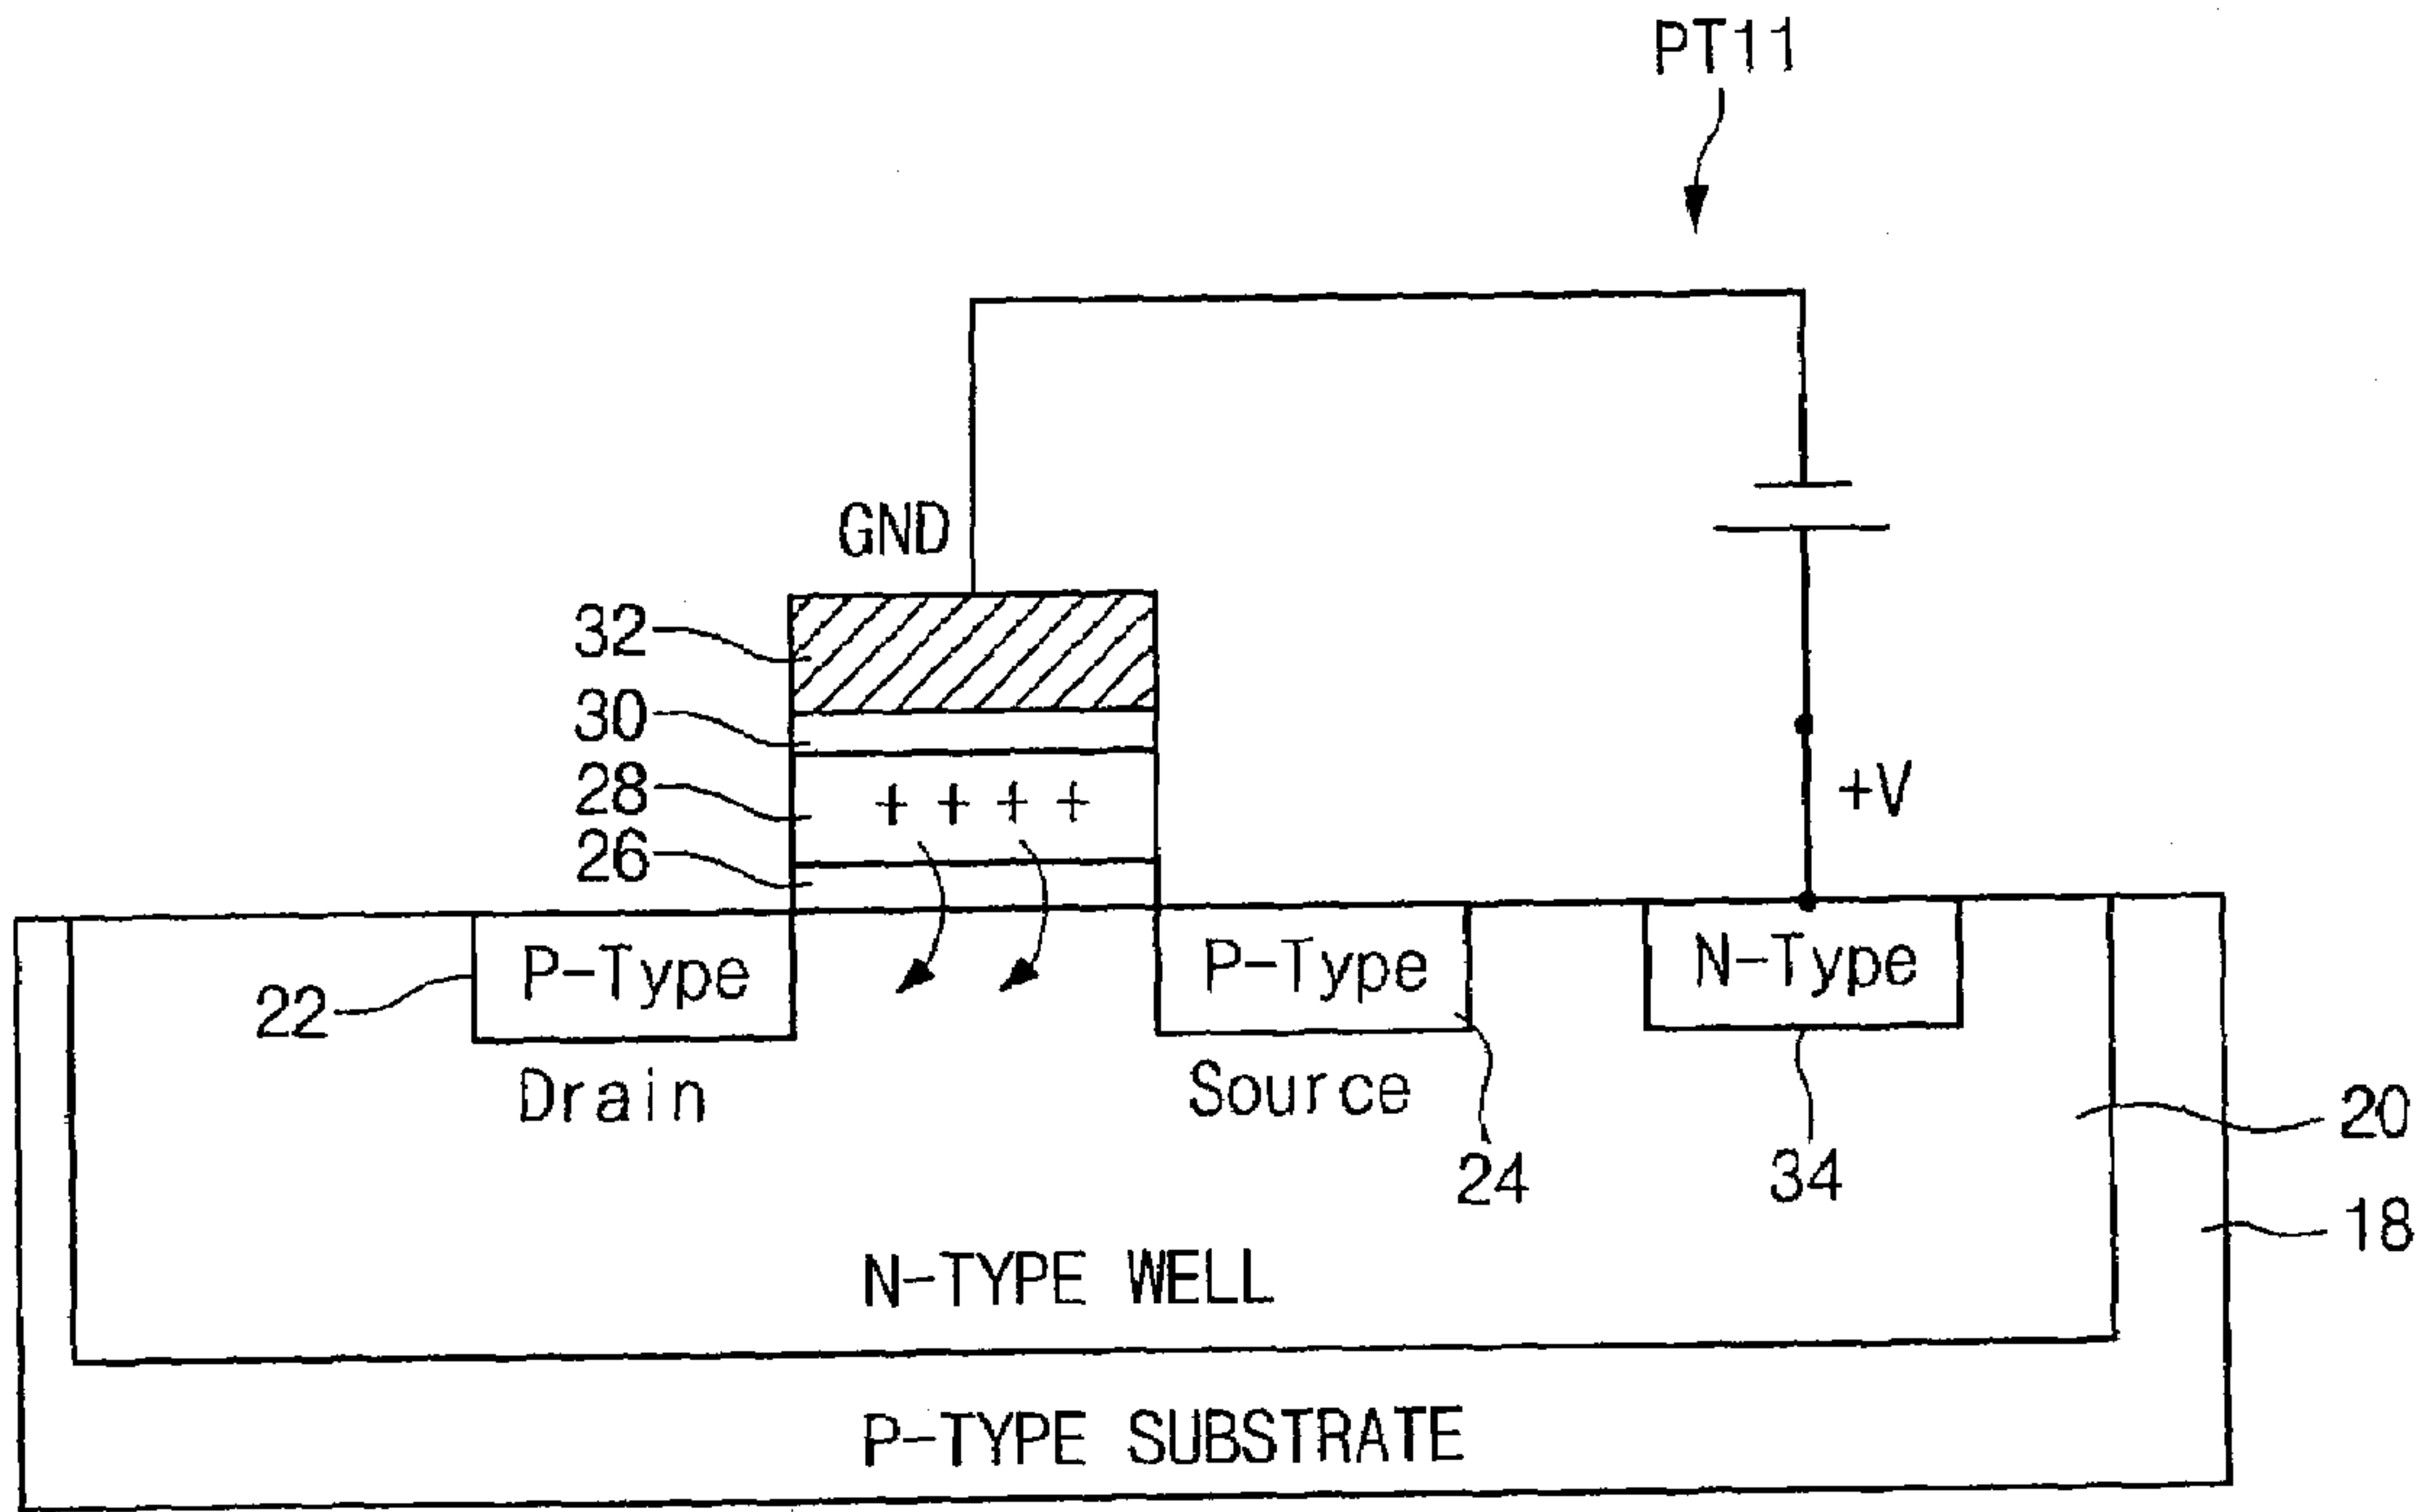 PT11
GND
32
30
28
+ + + +
26
+V
P-Type
P-Type
N-Type
22
Drain
Source
24
34
20
18
N-TYPE WELL
P-TYPE SUBSTRATE